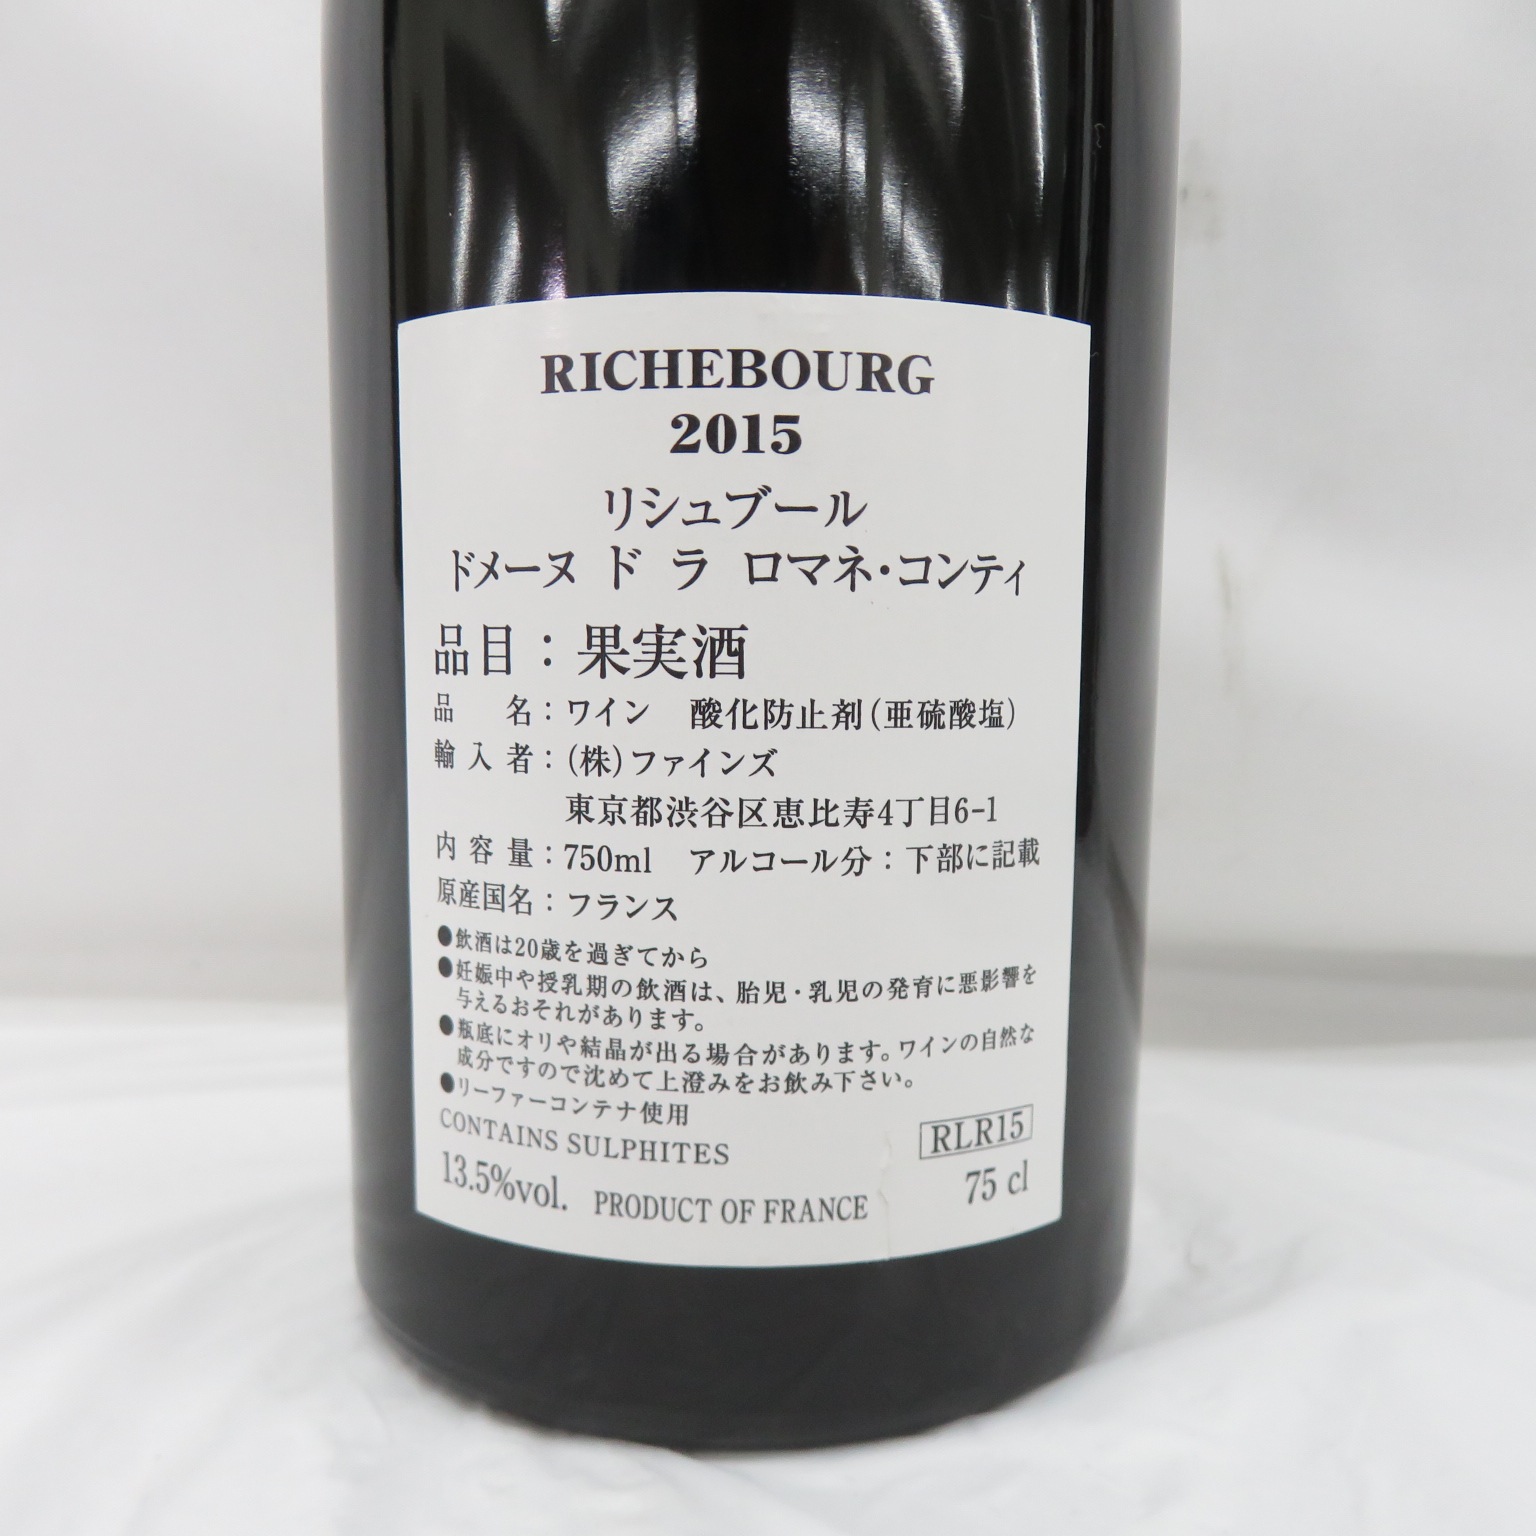 RICHEBOURG
2015
リシュブール
ドメーヌ ド ラ ロマネ・コンティ
品目：果実酒
品名：ワイン 酸化防止剤(亜硫酸塩)
輸入者：(株)ファインズ
東京都渋谷区恵比寿4丁目6-1
内容量：750ml アルコール分：下部に記載
原産国名：フランス
●飲酒は20歳を過ぎてから
●妊娠中や授乳期の飲酒は、胎児・乳児の発育に悪影響を
与えるおそれがあります。
●瓶底にオリや結晶が出る場合があります。ワインの自然な
成分ですので沈めて上澄みをお飲み下さい。
●リーファーコンテナ使用
CONTAINS SULPHITES RLR15
13.5%vol. PRODUCT OF FRANCE 75 cl